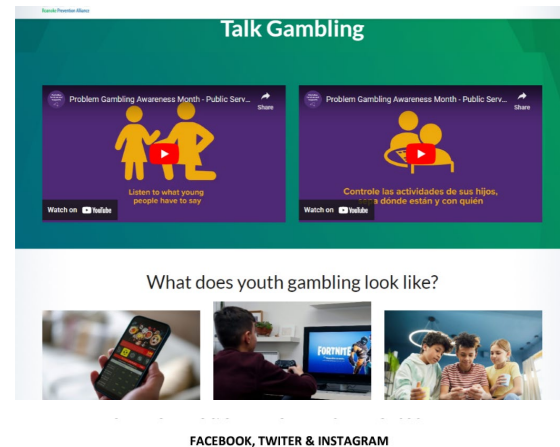 Talk Gambling
Problem Gambling Awareness Month - Public Serv...
Share
Listen to what young
people have to say
Watch on YouTube
Problem Gambling Awareness Month - Public Serv...
Share
Controle las actividades de sus hijos,
sepa dónde están y con quién
Watch on YouTube
What does youth gambling look like?
FORTNITE
FACEBOOK, TWITER & INSTAGRAM